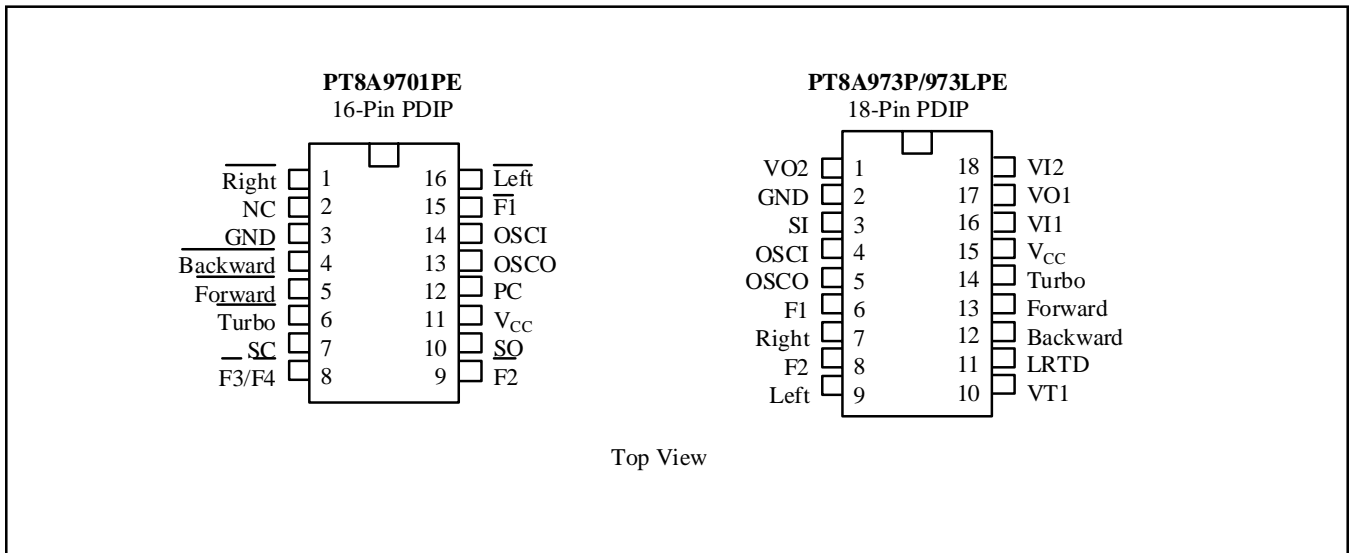 PT8A9701PE
16-Pin PDIP
Right 1 16 Left
NC 2 15 F1
GND 3 14 OSCI
Backward 4 13 OSCO
Forward 5 12 PC
Turbo 6 11 VCC
SC 7 10 SO
F3/F4 8 9 F2
PT8A973P/973LPE
18-Pin PDIP
VO2 1 18 VI2
GND 2 17 VO1
SI 3 16 VI1
OSCI 4 15 VCC
OSCO 5 14 Turbo
F1 6 13 Forward
Right 7 12 Backward
F2 8 11 LRTD
Left 9 10 VT1
Top View